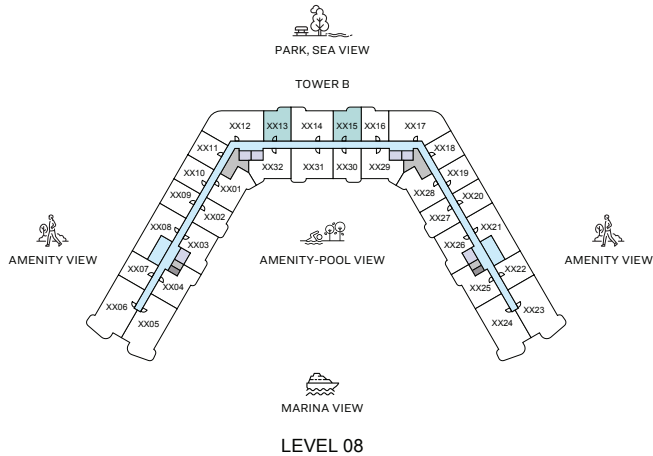 PARK, SEA VIEW
TOWER B
XX12
XX13
XX14
XX15
XX16
XX17
XX11
XX32
XX31
XX30
XX29
XX18
XX10
XX01
XX28
XX19
XX09
XX02
XX27
XX20
XX08
XX03
XX26
XX21
AMENITY VIEW
AMENITY-POOL VIEW
AMENITY VIEW
XX07
XX04
XX25
XX22
XX06
XX05
XX24
XX23
MARINA VIEW
LEVEL 08